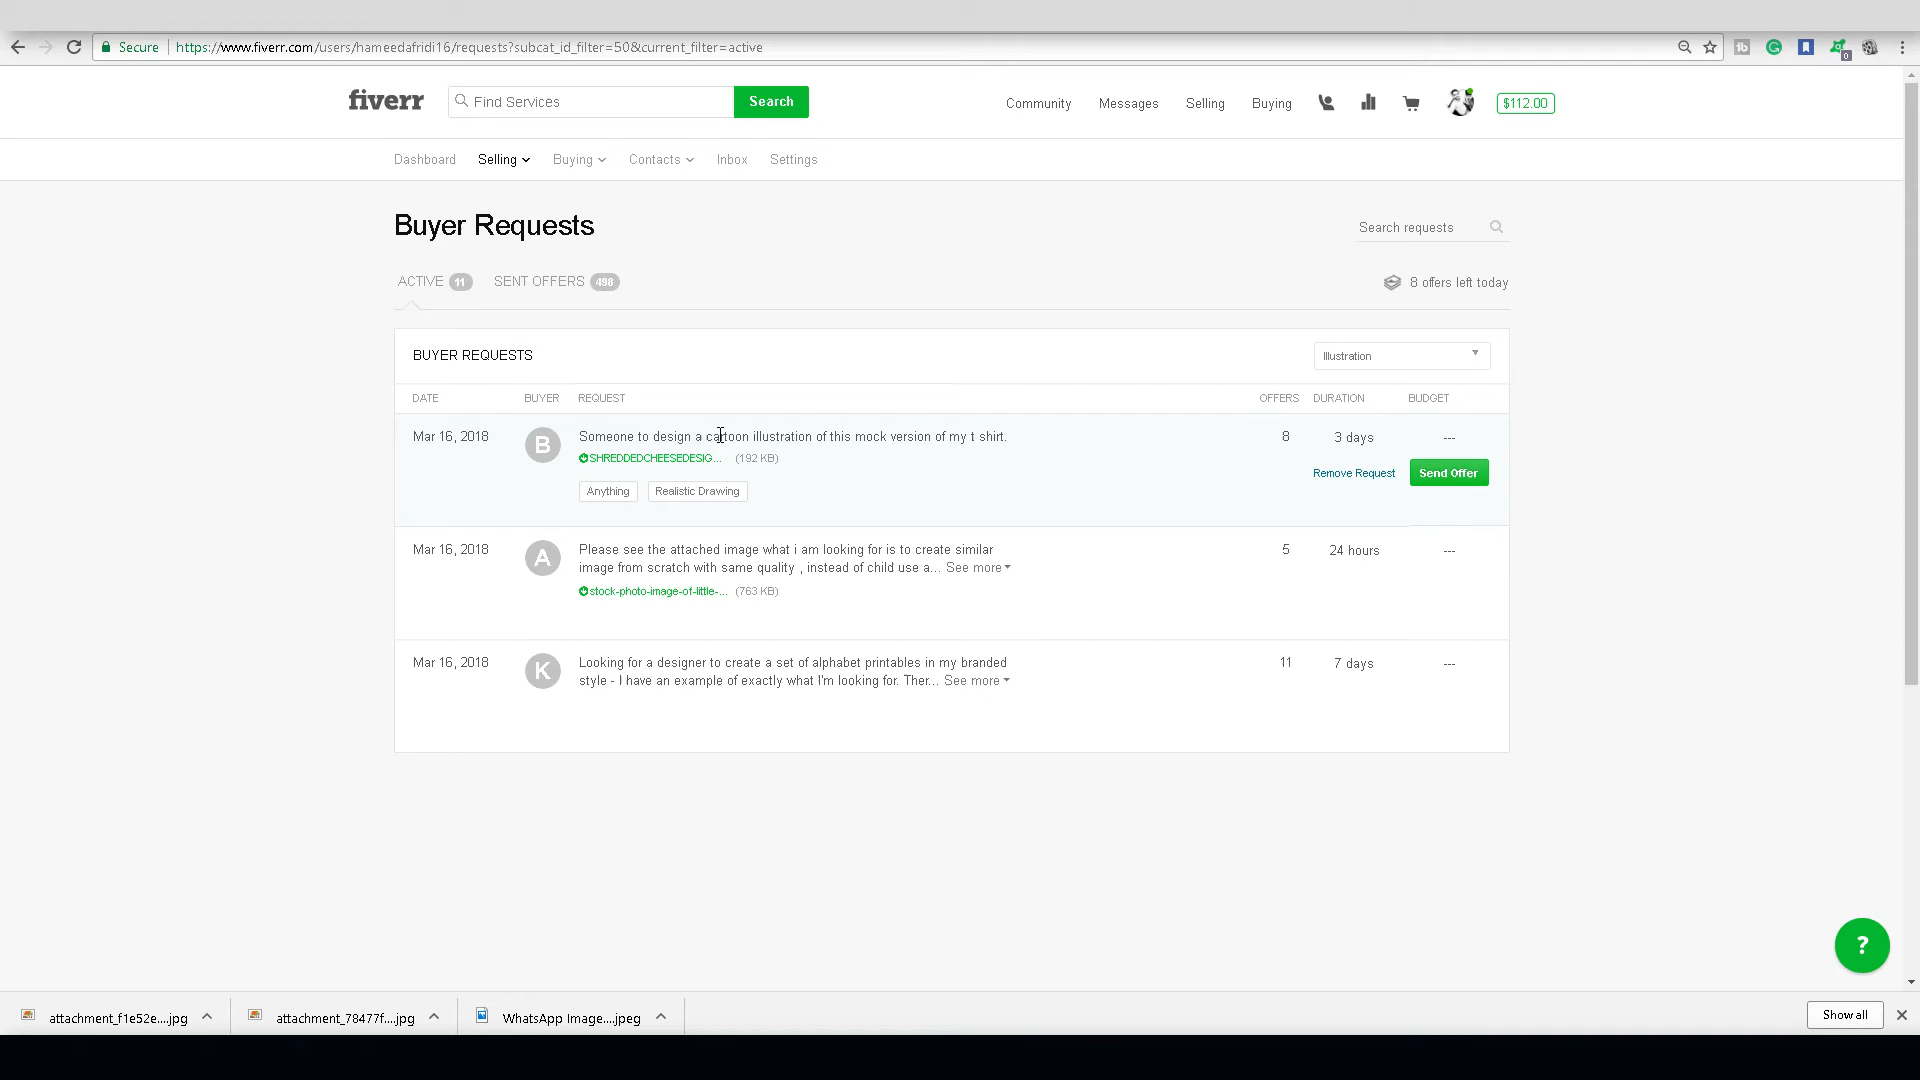 Secure https://www.fiverr.com/users/hameedafridi16/requests?subcat_id_filter=50&current_filter=active
0
fiverr Find Services Search Community Messages Selling Buying $112.00
Dashboard Selling Buying Contacts Inbox Settings
Buyer Requests
Search requests
ACTIVE 11 SENT OFFERS 498
8 offers left today
BUYER REQUESTS
Illustration
DATE BUYER REQUEST OFFERS DURATION BUDGET
Mar 16, 2018 B Someone to design a cartoon illustration of this mock version of my t shirt. 8 3 days ---
SHREDDEDCHEESEDESIG... (192 KB)
Remove Request Send Offer
Anything Realistic Drawing
Mar 16, 2018 A Please see the attached image what i am looking for is to create similar 5 24 hours ---
image from scratch with same quality , instead of child use a... See more
stock-photo-image-of-little-... (763 KB)
Mar 16, 2018 K Looking for a designer to create a set of alphabet printables in my branded 11 7 days ---
style - I have an example of exactly what I'm looking for. Ther... See more
?
attachment_f1e52e....jpg attachment_78477f....jpg WhatsApp Image....jpeg Show all